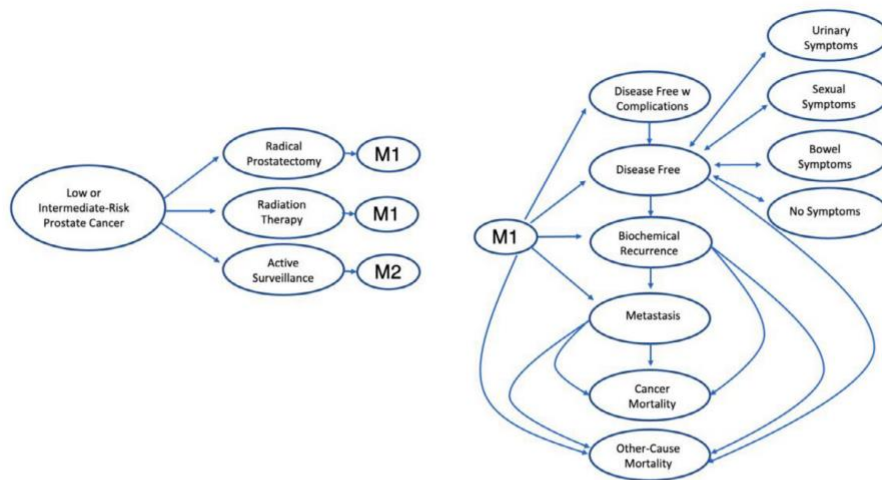 Low or
Intermediate-Risk
Prostate Cancer
Radical
Prostatectomy
M1
Radiation
Therapy
M1
Active
Surveillance
M2
M1
Disease Free w
Complications
Disease Free
Biochemical
Recurrence
Metastasis
Cancer
Mortality
Other-Cause
Mortality
Urinary
Symptoms
Sexual
Symptoms
Bowel
Symptoms
No Symptoms